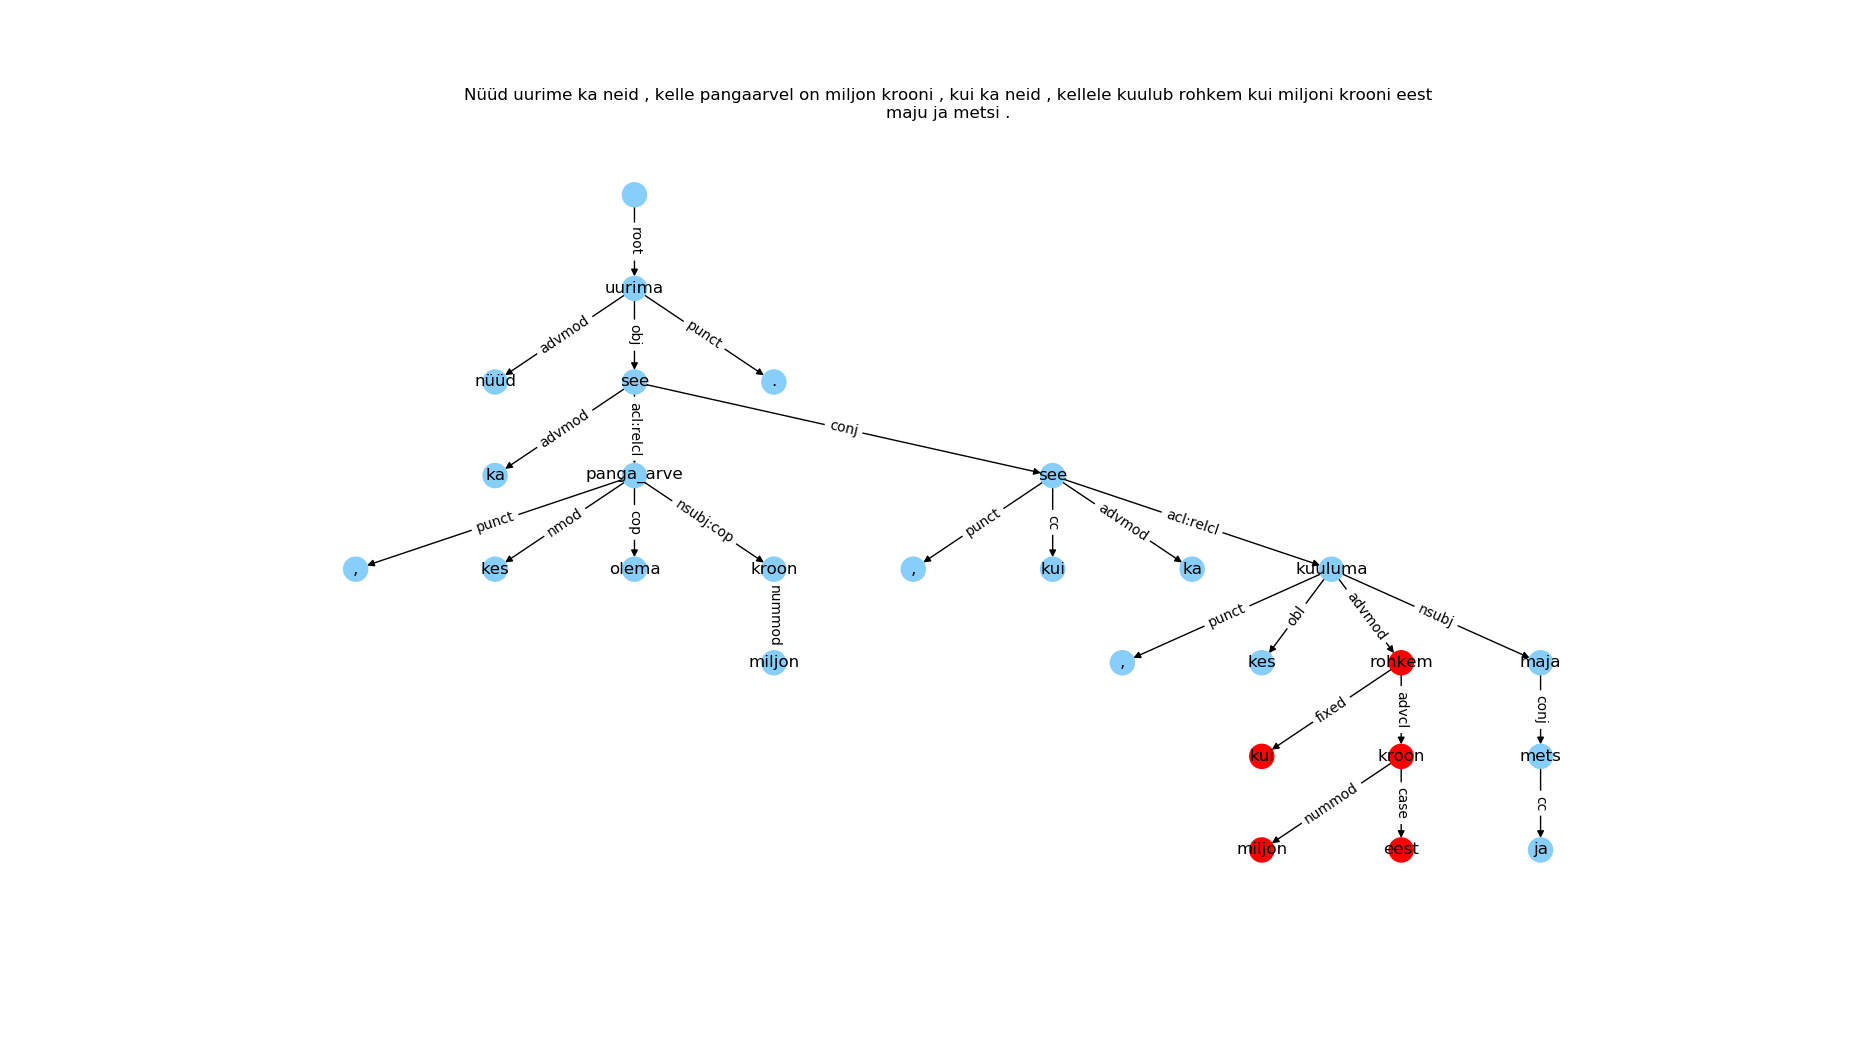 Nüüd uurime ka neid , kelle pangaarvel on miljon krooni , kui ka neid , kellele kuulub rohkem kui miljoni krooni eest
maju ja metsi .
root
uurima
advmod obj punct
nüüd see .
advmod acl:relcl conj
ka panga_arve see
punct nmod cop nsubj:cop punct cc advmod acl:relcl
, kes olema kroon , kui ka kuuluma
nummod punct obl advmod nsubj
miljon , kes rohkem maja
fixed advcl conj
kui kroon mets
nummod case cc
miljon eest ja